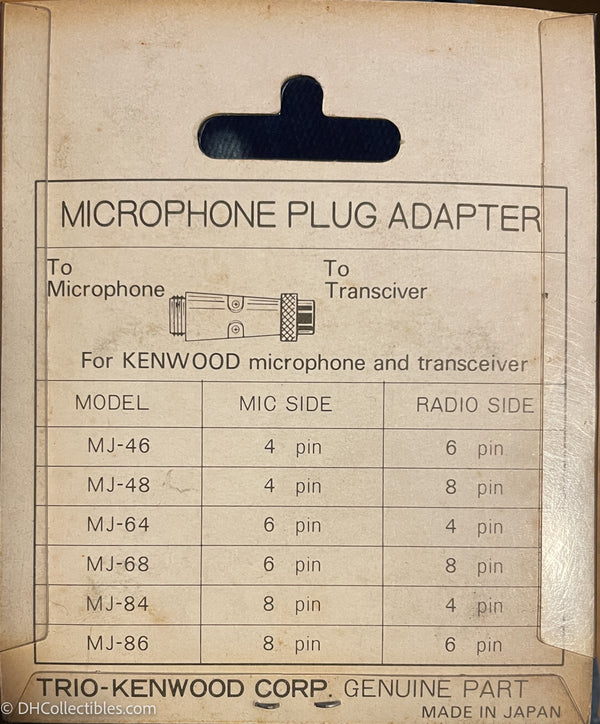 MICROPHONE PLUG ADAPTER
To Microphone
To Transciver
For KENWOOD microphone and transceiver
MODEL MIC SIDE RADIO SIDE
MJ-46 4 pin 6 pin
MJ-48 4 pin 8 pin
MJ-64 6 pin 4 pin
MJ-68 6 pin 8 pin
MJ-84 8 pin 4 pin
MJ-86 8 pin 6 pin
TRIO-KENWOOD CORP. GENUINE PART
MADE IN JAPAN
© DHCollectibles.com